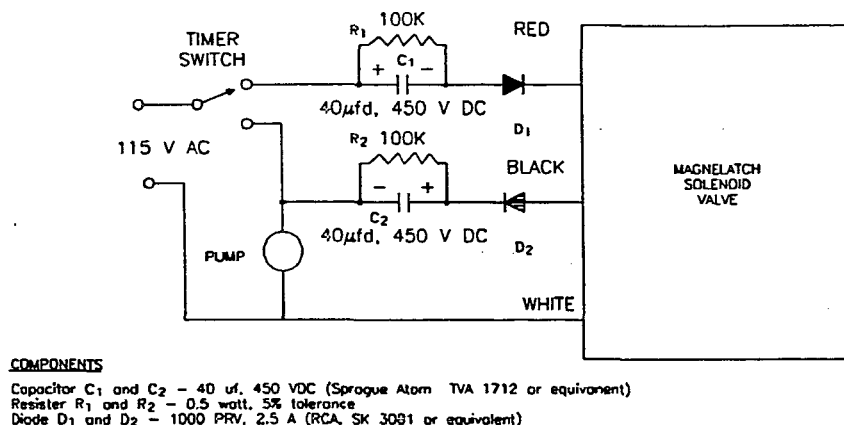 R1 100K
RED
TIMER
SWITCH
+ C1 −
40µfd, 450 V DC
D1
115 V AC
R2 100K
BLACK
MAGNELATCH
SOLENOID
VALVE
− +
C2
40µfd, 450 V DC
D2
PUMP
WHITE
COMPONENTS
Capacitor C1 and C2 – 40 uf, 450 VDC (Sprague Atom TVA 1712 or equivanent)
Resister R1 and R2 – 0.5 watt, 5% tolerance
Diode D1 and D2 – 1000 PRV, 2.5 A (RCA, SK 3081 or equivalent)